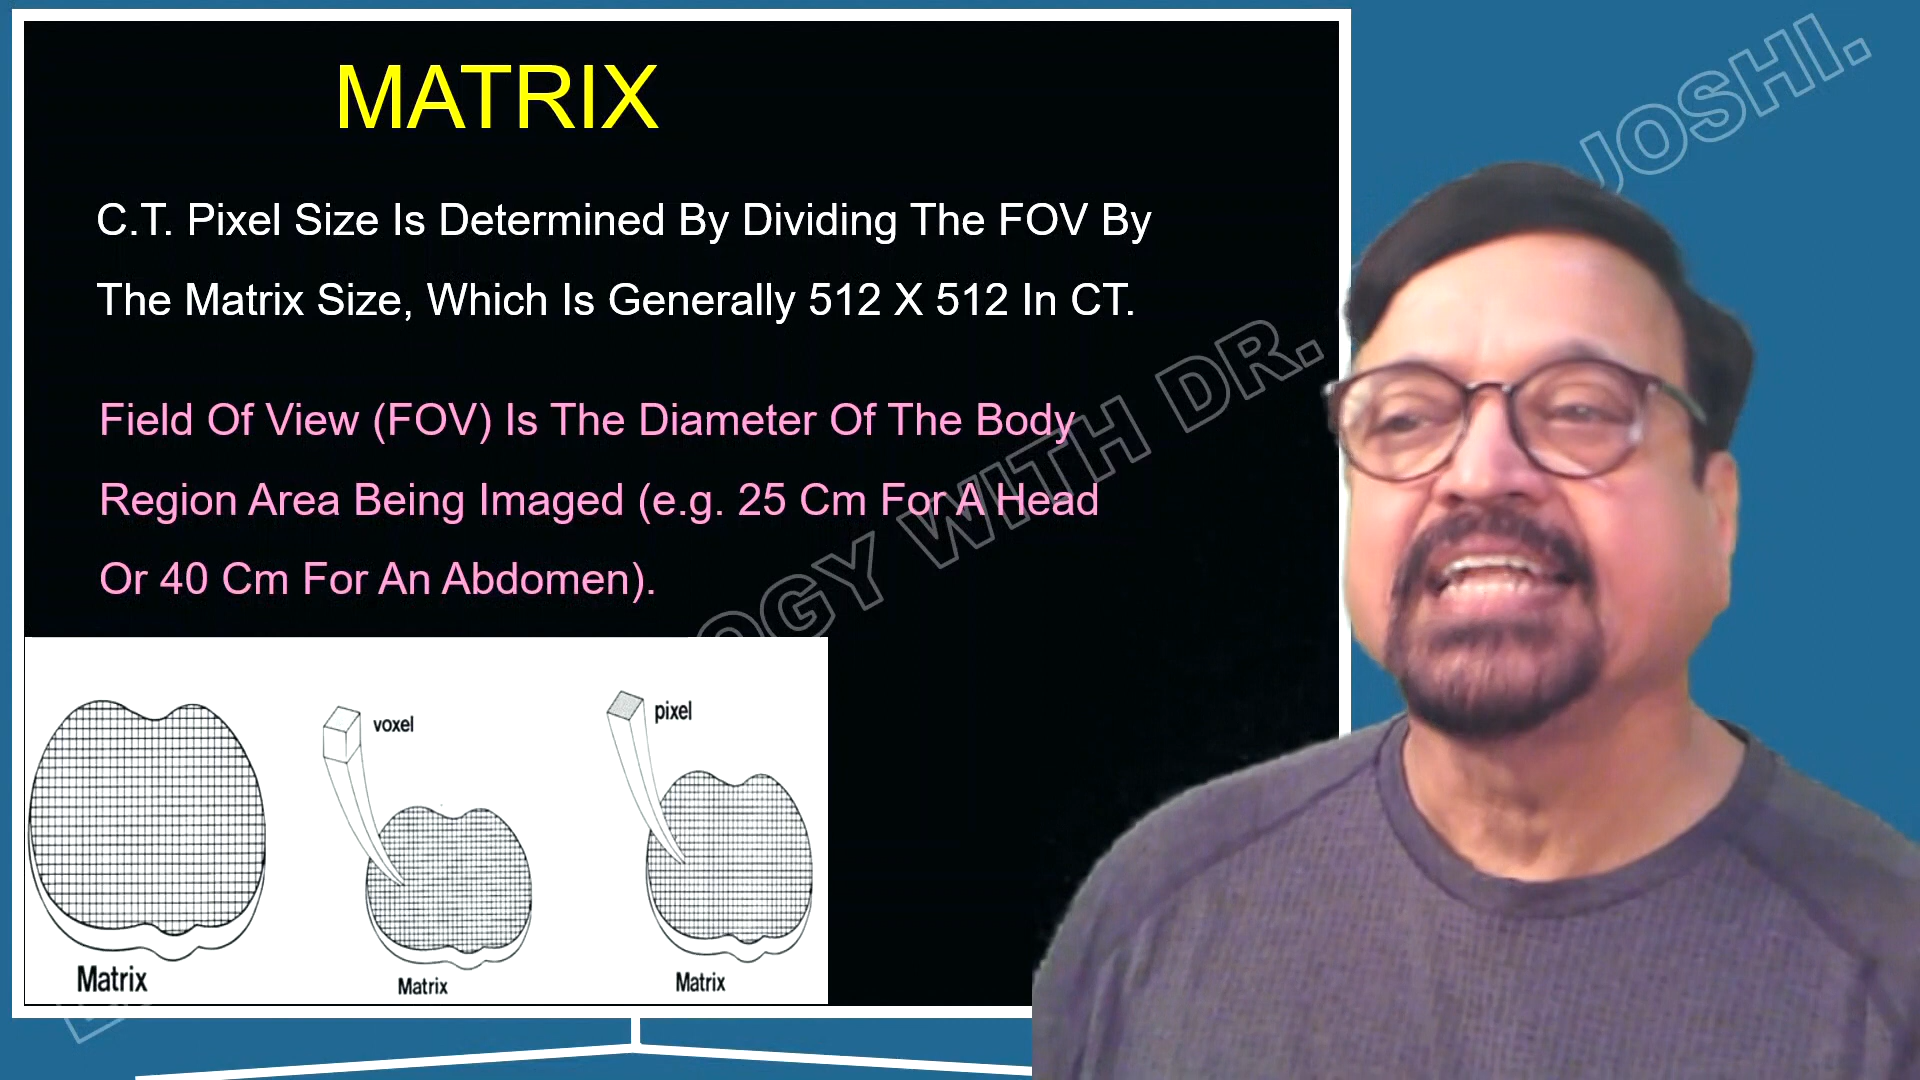 MATRIX
C.T. Pixel Size Is Determined By Dividing The FOV By
The Matrix Size, Which Is Generally 512 X 512 In CT.
Field Of View (FOV) Is The Diameter Of The Body
Region Area Being Imaged (e.g. 25 Cm For A Head
Or 40 Cm For An Abdomen).
voxel
pixel
Matrix
Matrix
Matrix
OGY WITH DR. JOSHI.